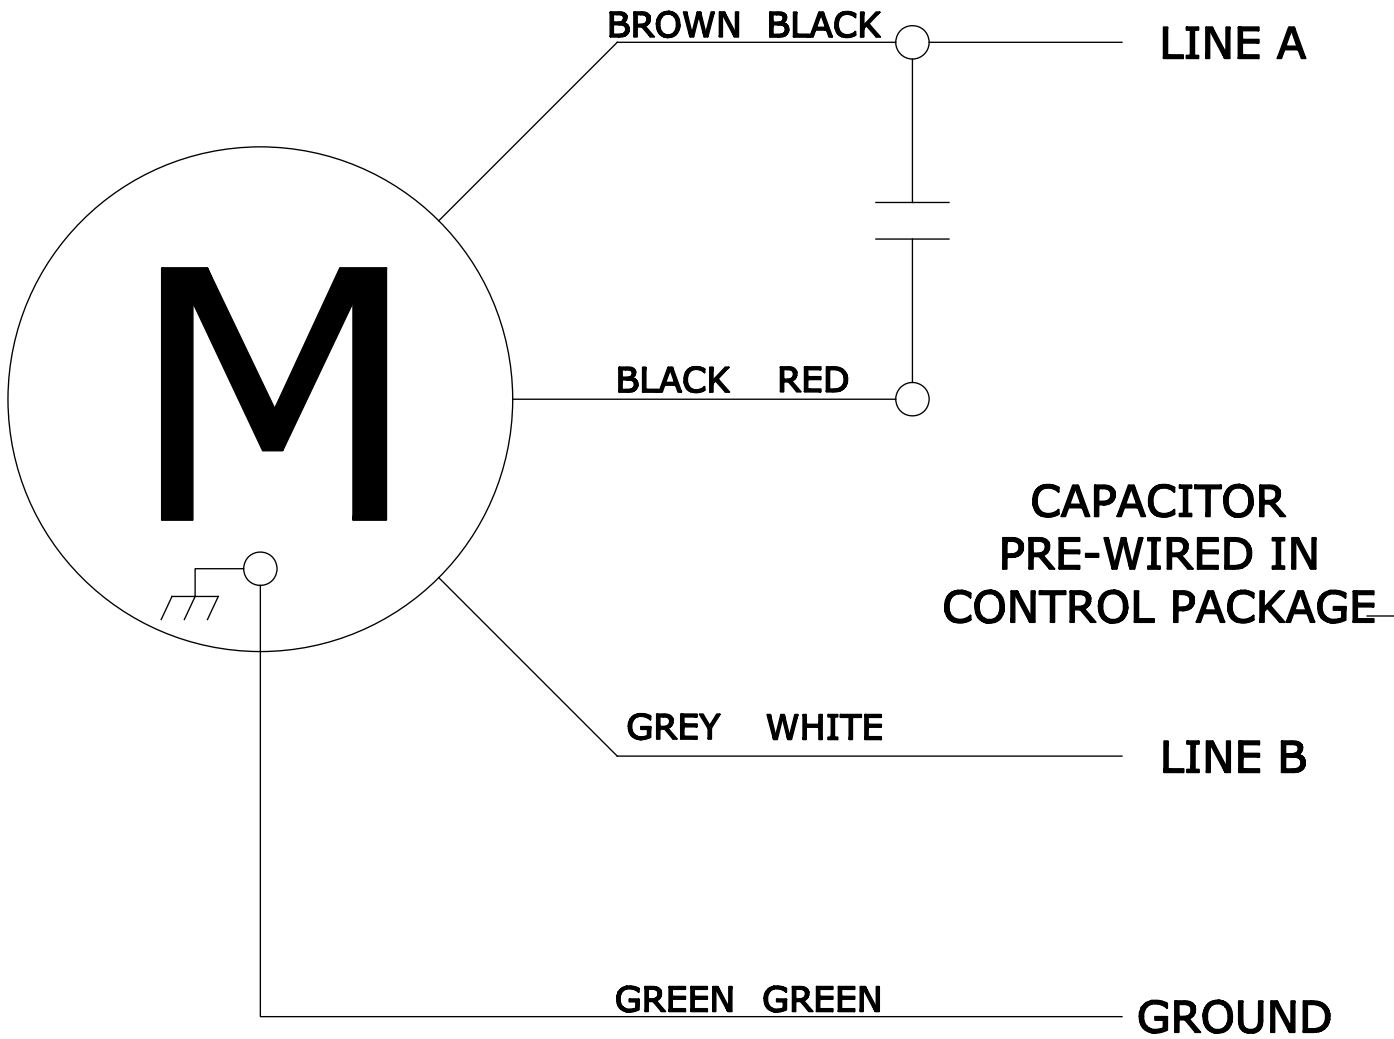 BROWN BLACK
LINE A
M
BLACK RED
CAPACITOR
PRE-WIRED IN
CONTROL PACKAGE
GREY WHITE
LINE B
GREEN GREEN
GROUND